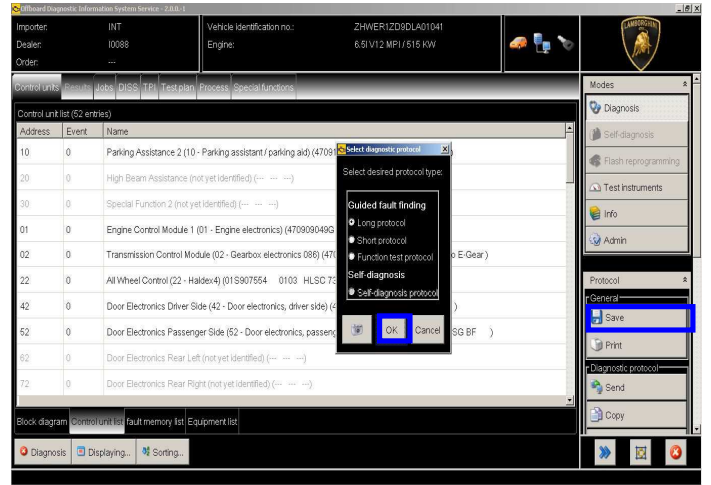 Offboard Diagnostic Information System Service - 2.0.0.-1
Importer: INT Vehicle identification no.: ZHWER1ZD9DLA01041
Dealer: I0088 Engine: 6.5l V12 MPI / 515 KW
Order: ---
LAMBORGHINI
Control units Results Jobs DISS TPI Test plan Process Special functions
Control unit list (52 entries)
Address Event Name
10 0 Parking Assistance 2 (10 - Parking assistant / parking aid) (47091
20 0 High Beam Assistance (not yet identified) (--- --- ---)
30 0 Special Function 2 (not yet identified) (--- --- ---)
01 0 Engine Control Module 1 (01 - Engine electronics) (470909049G
02 0 Transmission Control Module (02 - Gearbox electronics 086) (470 o E-Gear )
22 0 All Wheel Control (22 - Haldex4) (01S907554 0103 HLSC 73
42 0 Door Electronics Driver Side (42 - Door electronics, driver side) (4 )
52 0 Door Electronics Passenger Side (52 - Door electronics, passeng SG BF )
62 0 Door Electronics Rear Left (not yet identified) (--- --- ---)
72 0 Door Electronics Rear Right (not yet identified) (--- --- ---)
Select diagnostic protocol
Select desired protocol type:
Guided fault finding
Long protocol
Short protocol
Function test protocol
Self-diagnosis
Self-diagnosis protocol
OK Cancel
Block diagram Control unit list fault memory list Equipment list
Diagnosis Displaying... Sorting...
Modes
Diagnosis
Self-diagnosis
Flash reprogramming
Test instruments
Info
Admin
Protocol
General
Save
Print
Diagnostic protocol
Send
Copy